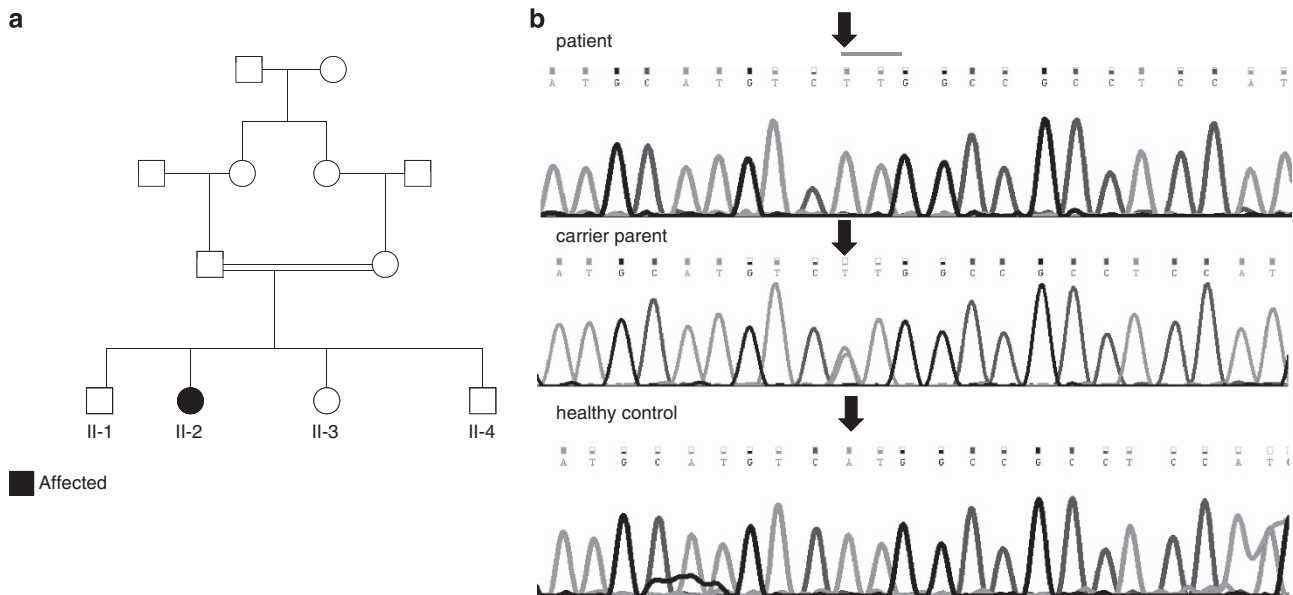 a
II-1 II-2 II-3 II-4
Affected
b
patient
A T G C A T G T C T T G G C C G C C T C C A T
carrier parent
A T G C A T G T C T T G G C C G C C T C C A T
healthy control
A T G C A T G T C A T G G C C G C C T C C A T